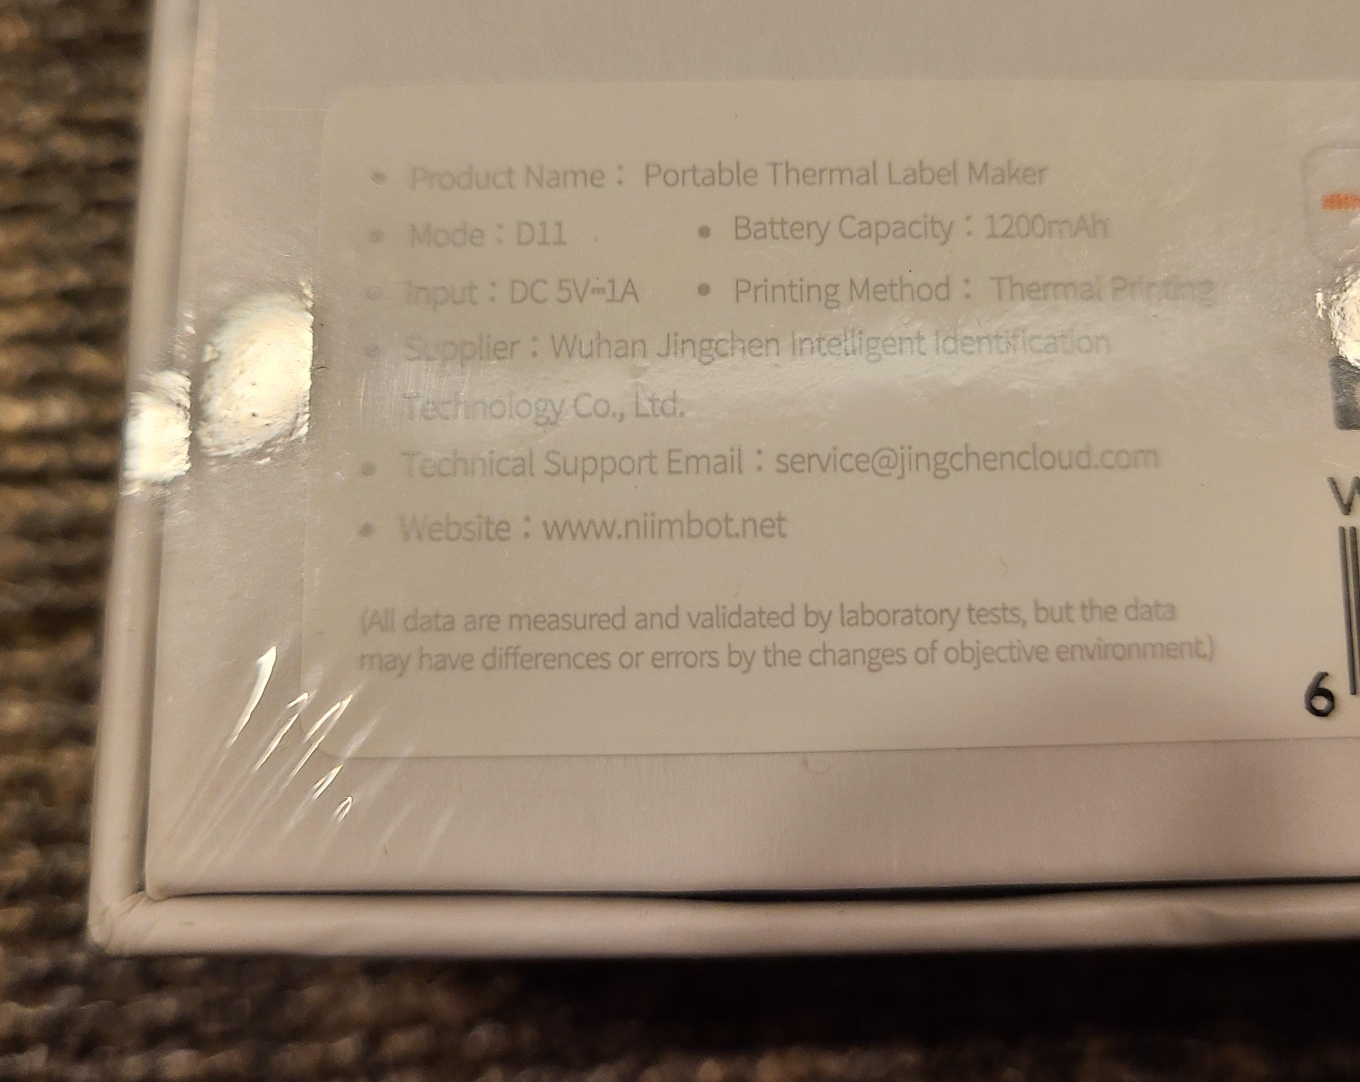 • Product Name： Portable Thermal Label Maker
• Mode：D11 • Battery Capacity：1200mAh
• Input：DC 5V⎓1A • Printing Method： Thermal Printing
• Supplier：Wuhan Jingchen Intelligent Identification
Technology Co., Ltd.
• Technical Support Email：service@jingchencloud.com
• Website：www.niimbot.net
(All data are measured and validated by laboratory tests, but the data
may have differences or errors by the changes of objective environment.)
6